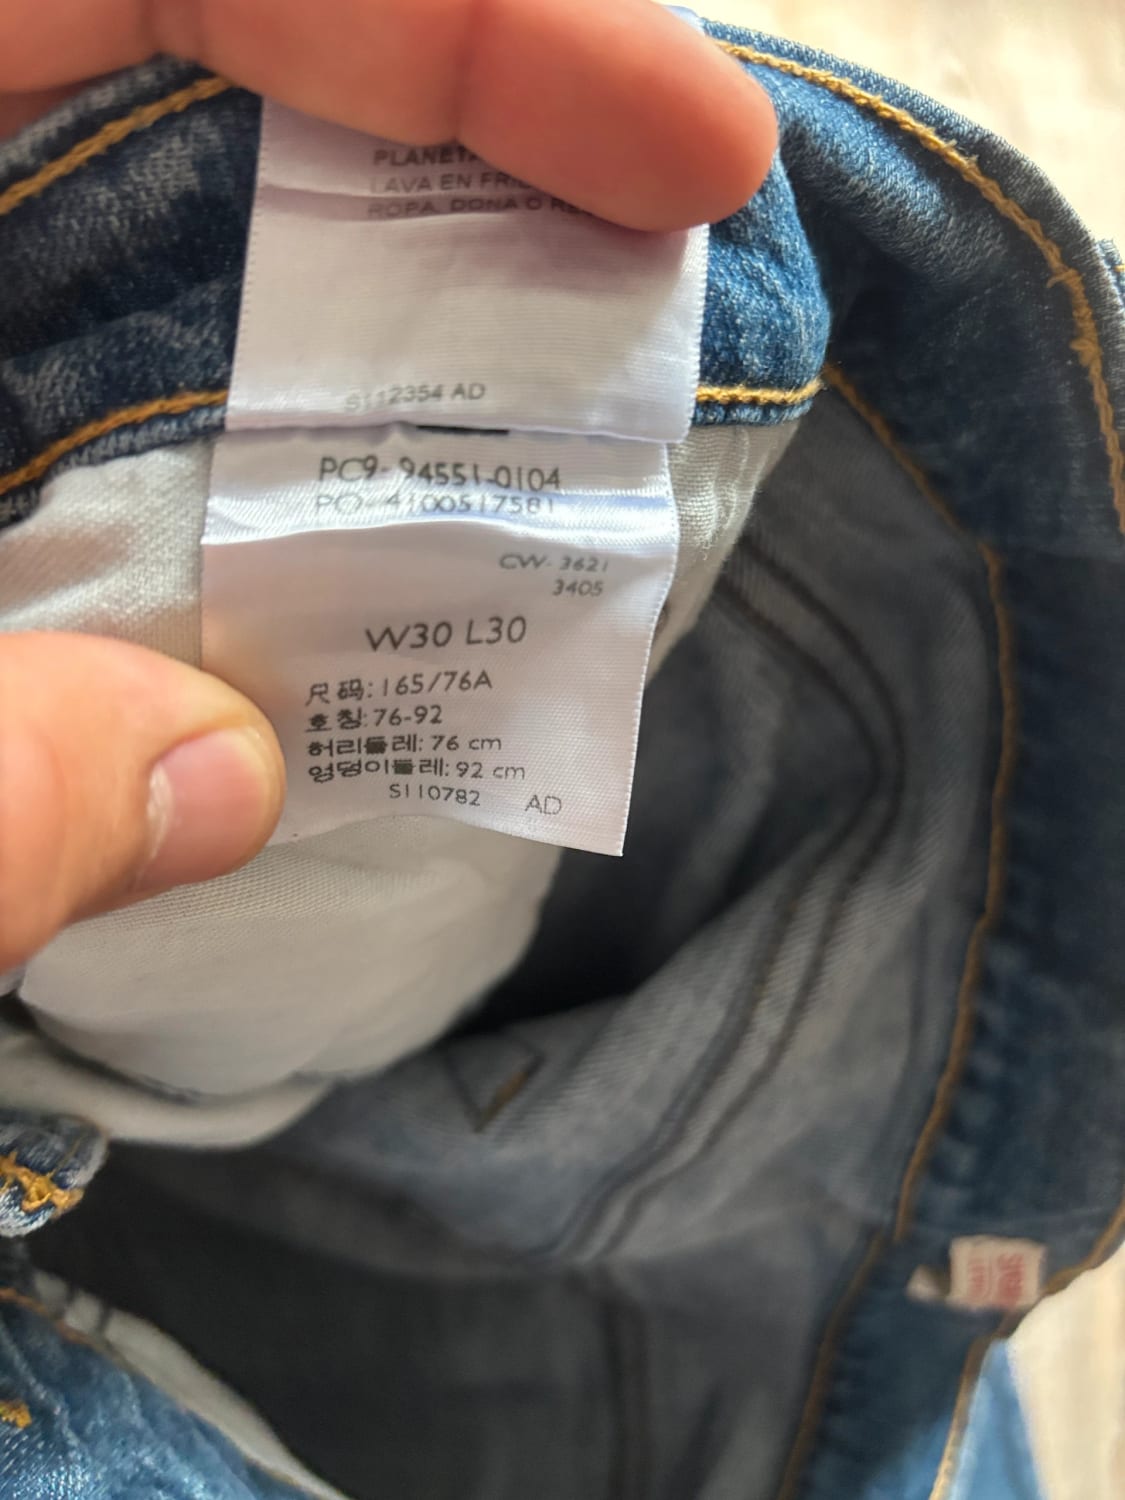 PLANETA
LAVA EN FRÍ
ROPA, DONA O RE
S112354 AD
PC9-94551-0104
PO-4100517581
CW-3621
3405
W30 L30
尺码:165/76A
호칭:76-92
허리둘레: 76 cm
엉덩이둘레: 92 cm
S110782 AD